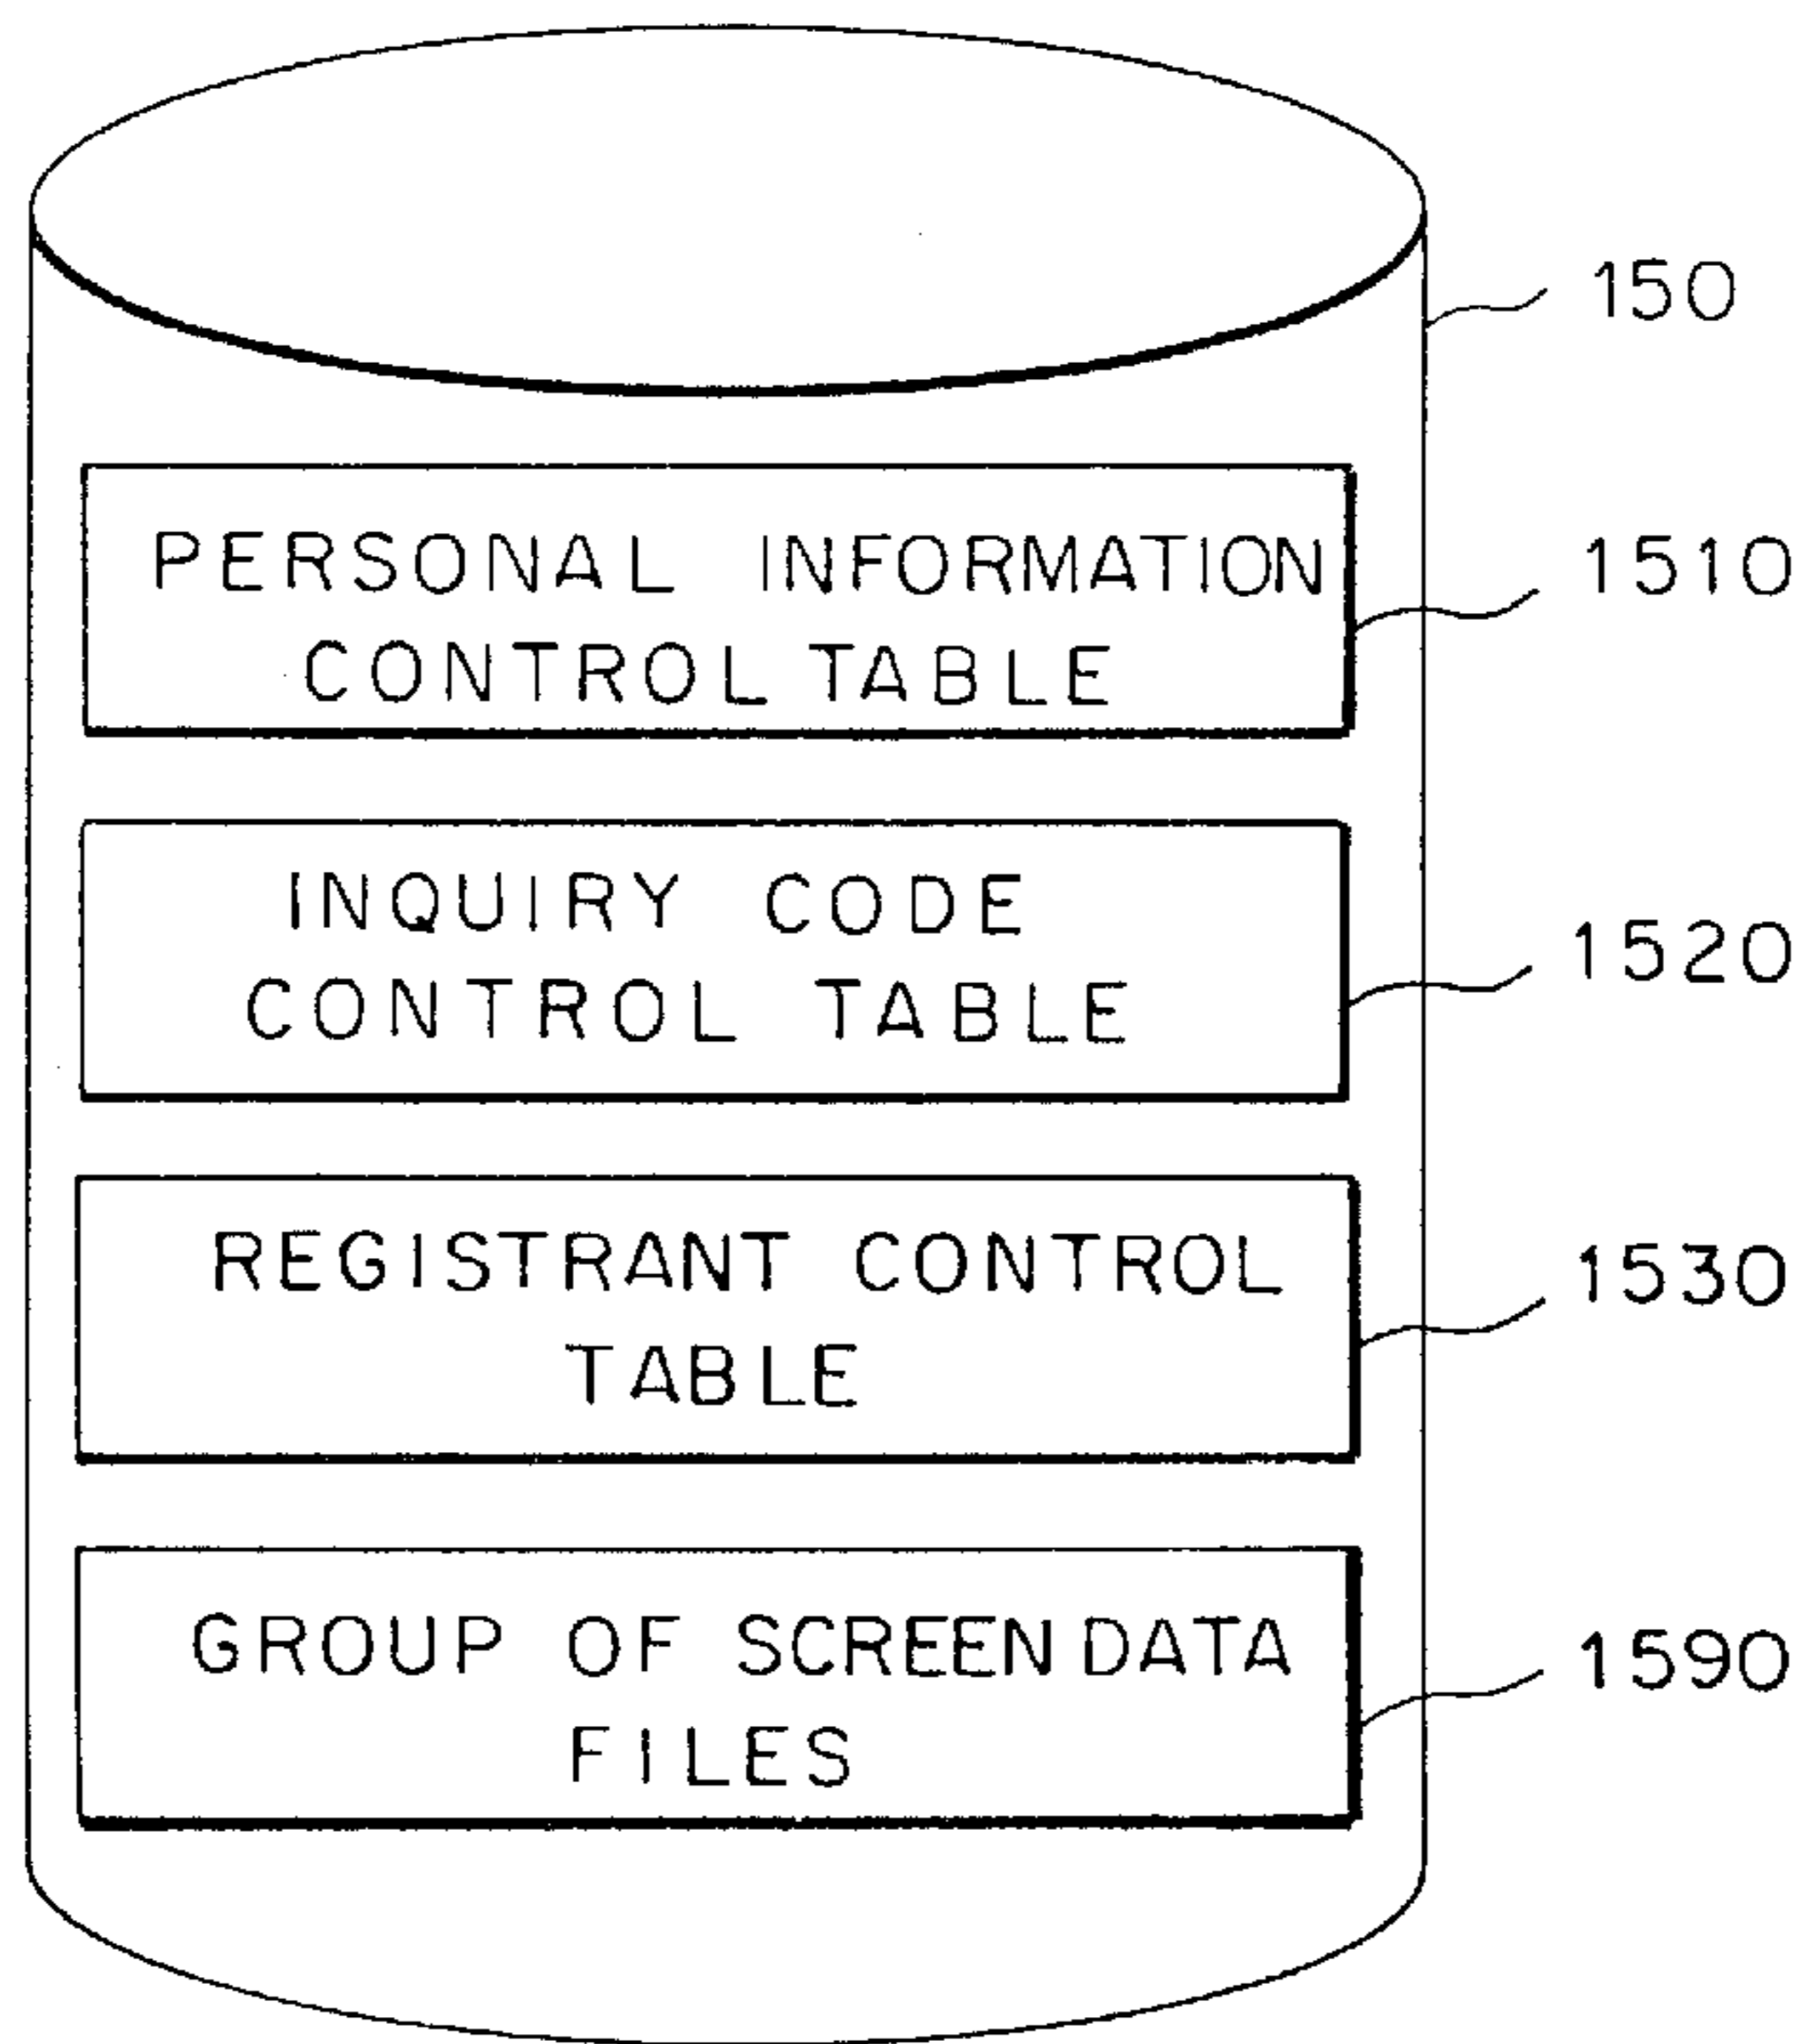 150
PERSONAL INFORMATION
CONTROL TABLE
1510
INQUIRY CODE
CONTROL TABLE
1520
REGISTRANT CONTROL
TABLE
1530
GROUP OF SCREEN DATA
FILES
1590